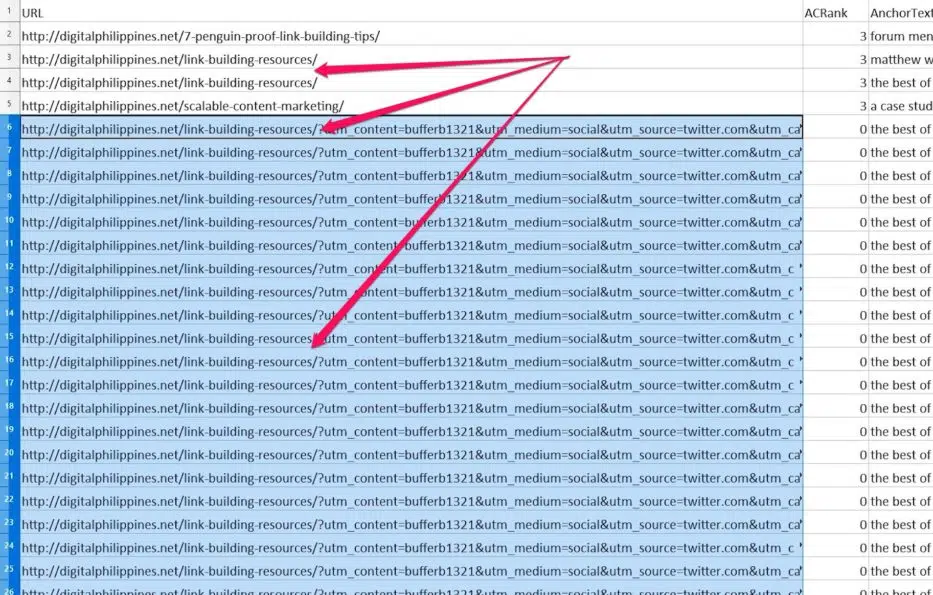 1 URL ACRank AnchorText
2 http://digitalphilippines.net/7-penguin-proof-link-building-tips/ 3 forum men
3 http://digitalphilippines.net/link-building-resources/ 3 matthew w
4 http://digitalphilippines.net/link-building-resources/ 3 the best of
5 http://digitalphilippines.net/scalable-content-marketing/ 3 a case stud
6 http://digitalphilippines.net/link-building-resources/?utm_content=bufferb1321&utm_medium=social&utm_source=twitter.com&utm_ca 0 the best of
7 http://digitalphilippines.net/link-building-resources/?utm_content=bufferb1321&utm_medium=social&utm_source=twitter.com&utm_ca 0 the best of
8 http://digitalphilippines.net/link-building-resources/?utm_content=bufferb1321&utm_medium=social&utm_source=twitter.com&utm_ca 0 the best of
9 http://digitalphilippines.net/link-building-resources/?utm_content=bufferb1321&utm_medium=social&utm_source=twitter.com&utm_ca 0 the best of
10 http://digitalphilippines.net/link-building-resources/?utm_content=bufferb1321&utm_medium=social&utm_source=twitter.com&utm_ca 0 the best of
11 http://digitalphilippines.net/link-building-resources/?utm_content=bufferb1321&utm_medium=social&utm_source=twitter.com&utm_ca 0 the best of
12 http://digitalphilippines.net/link-building-resources/?utm_content=bufferb1321&utm_medium=social&utm_source=twitter.com&utm_c 0 the best of
13 http://digitalphilippines.net/link-building-resources/?utm_content=bufferb1321&utm_medium=social&utm_source=twitter.com&utm_c 0 the best of
14 http://digitalphilippines.net/link-building-resources/?utm_content=bufferb1321&utm_medium=social&utm_source=twitter.com&utm_c 0 the best of
15 http://digitalphilippines.net/link-building-resources/?utm_content=bufferb1321&utm_medium=social&utm_source=twitter.com&utm_c 0 the best of
16 http://digitalphilippines.net/link-building-resources/?utm_content=bufferb1321&utm_medium=social&utm_source=twitter.com&utm_c 0 the best of
17 http://digitalphilippines.net/link-building-resources/?utm_content=bufferb1321&utm_medium=social&utm_source=twitter.com&utm_c 0 the best of
18 http://digitalphilippines.net/link-building-resources/?utm_content=bufferb1321&utm_medium=social&utm_source=twitter.com&utm_ca 0 the best of
19 http://digitalphilippines.net/link-building-resources/?utm_content=bufferb1321&utm_medium=social&utm_source=twitter.com&utm_ca 0 the best of
20 http://digitalphilippines.net/link-building-resources/?utm_content=bufferb1321&utm_medium=social&utm_source=twitter.com&utm_ca 0 the best of
21 http://digitalphilippines.net/link-building-resources/?utm_content=bufferb1321&utm_medium=social&utm_source=twitter.com&utm_ca 0 the best of
22 http://digitalphilippines.net/link-building-resources/?utm_content=bufferb1321&utm_medium=social&utm_source=twitter.com&utm_ca 0 the best of
23 http://digitalphilippines.net/link-building-resources/?utm_content=bufferb1321&utm_medium=social&utm_source=twitter.com&utm_ca 0 the best of
24 http://digitalphilippines.net/link-building-resources/?utm_content=bufferb1321&utm_medium=social&utm_source=twitter.com&utm_c 0 the best of
25 http://digitalphilippines.net/link-building-resources/?utm_content=bufferb1321&utm_medium=social&utm_source=twitter.com&utm_ca 0 the best of
26 http://digitalphilippines.net/link-building-resources/?utm_content=bufferb1321&utm_medium=social&utm_source=twitter.com&utm_ca 0 the best of